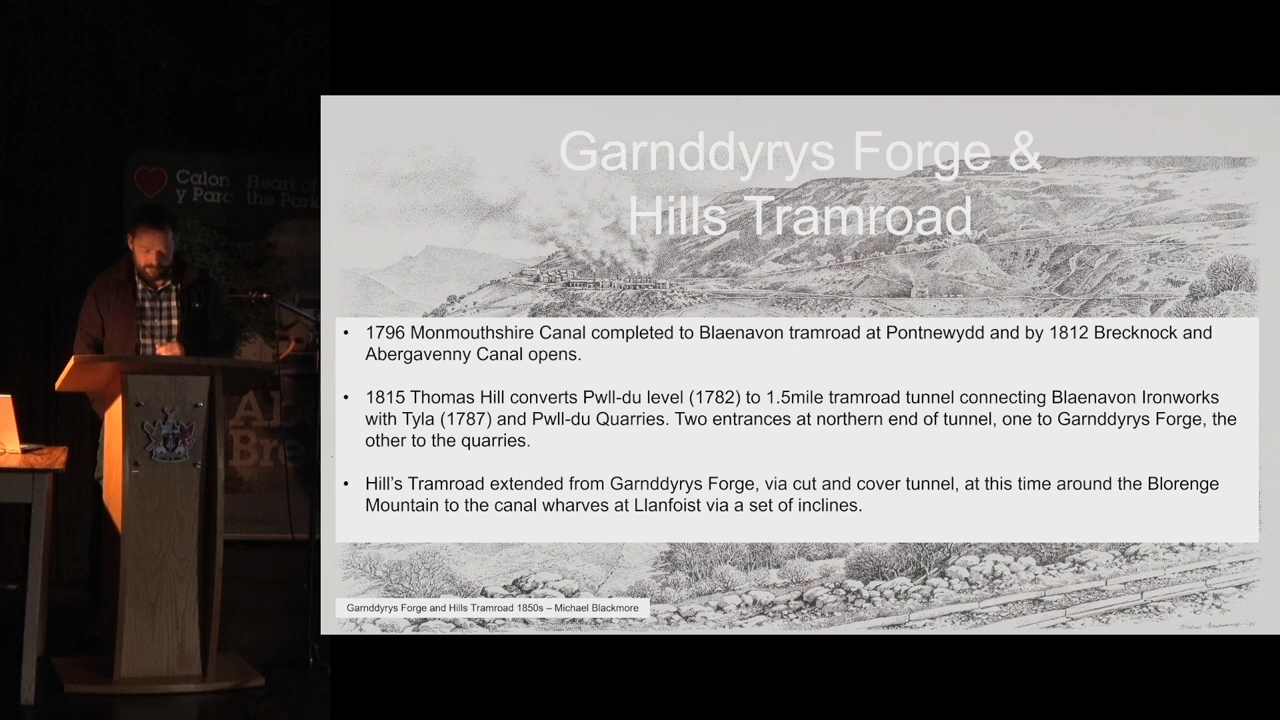 Calon
y Parc
Heart of
the Park
Garnddyrys Forge &
Hills Tramroad
• 1796 Monmouthshire Canal completed to Blaenavon tramroad at Pontnewydd and by 1812 Brecknock and
Abergavenny Canal opens.
• 1815 Thomas Hill converts Pwll-du level (1782) to 1.5mile tramroad tunnel connecting Blaenavon Ironworks
with Tyla (1787) and Pwll-du Quarries. Two entrances at northern end of tunnel, one to Garnddyrys Forge, the
other to the quarries.
• Hill’s Tramroad extended from Garnddyrys Forge, via cut and cover tunnel, at this time around the Blorenge
Mountain to the canal wharves at Llanfoist via a set of inclines.
Garnddyrys Forge and Hills Tramroad 1850s – Michael Blackmore